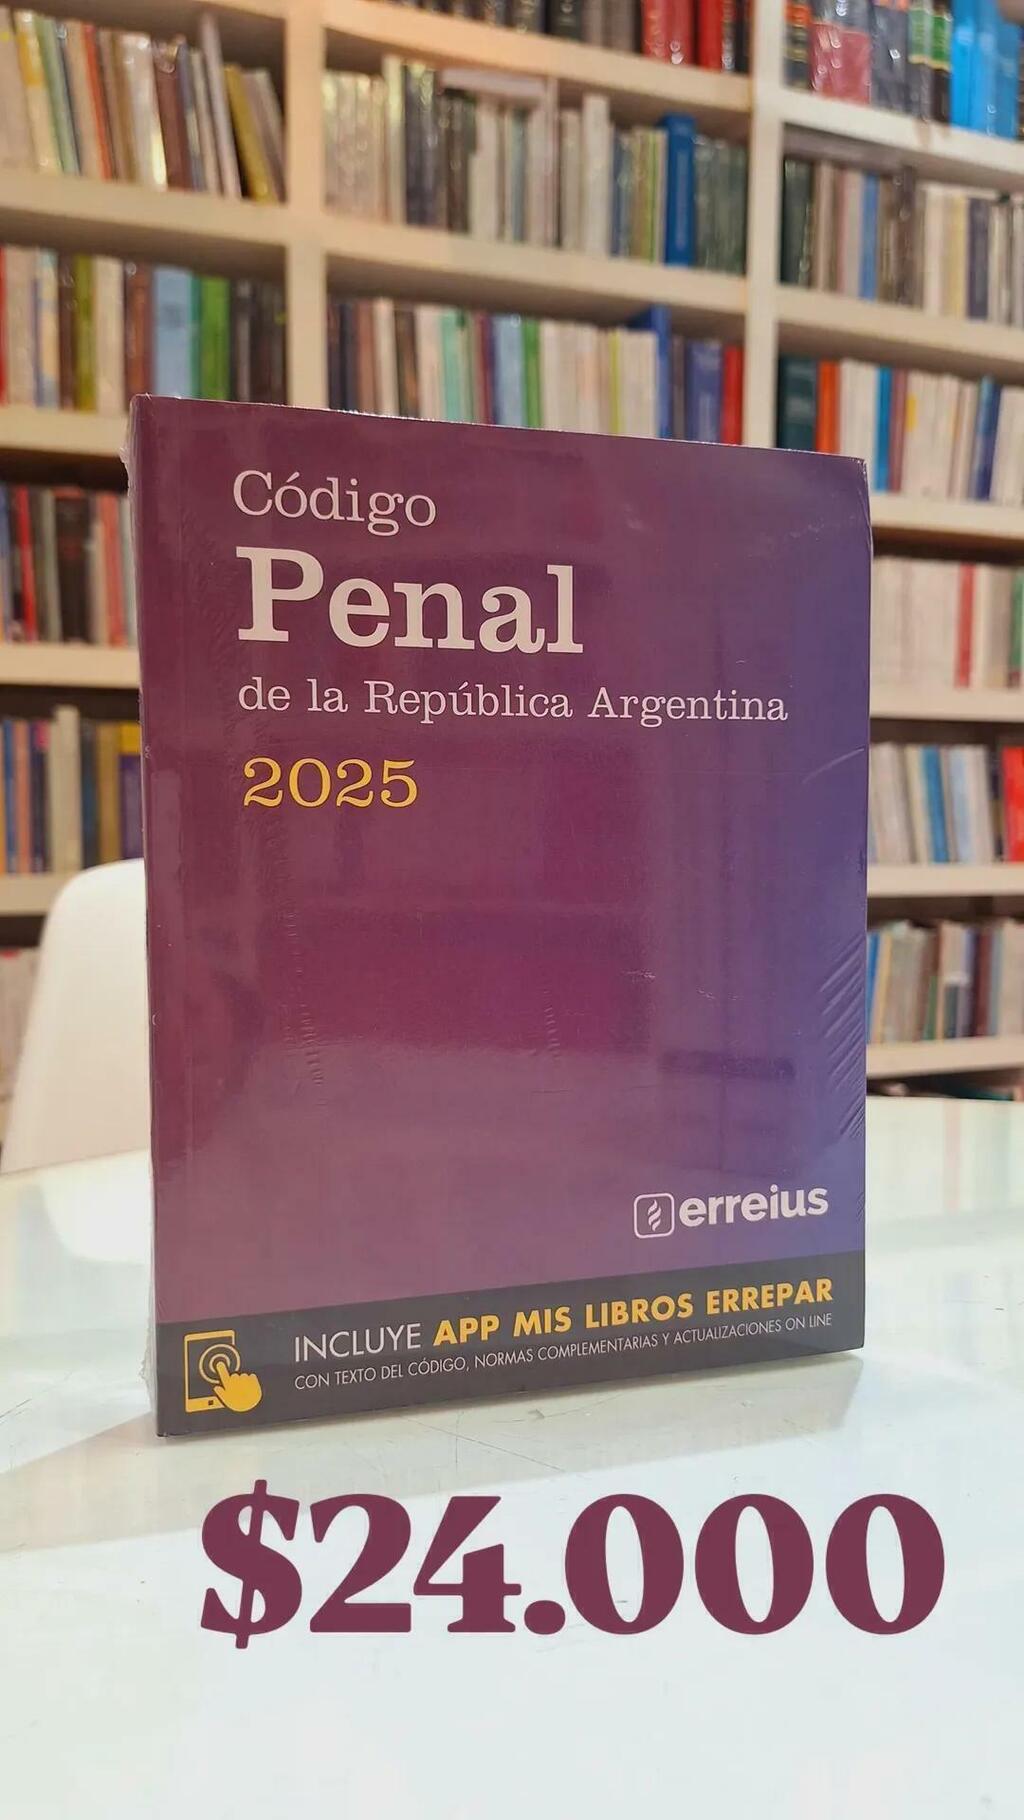 Código
Penal
de la República Argentina
2025
erreius
INCLUYE APP MIS LIBROS ERREPAR
CON TEXTO DEL CÓDIGO, NORMAS COMPLEMENTARIAS Y ACTUALIZACIONES ON LINE
$24.000